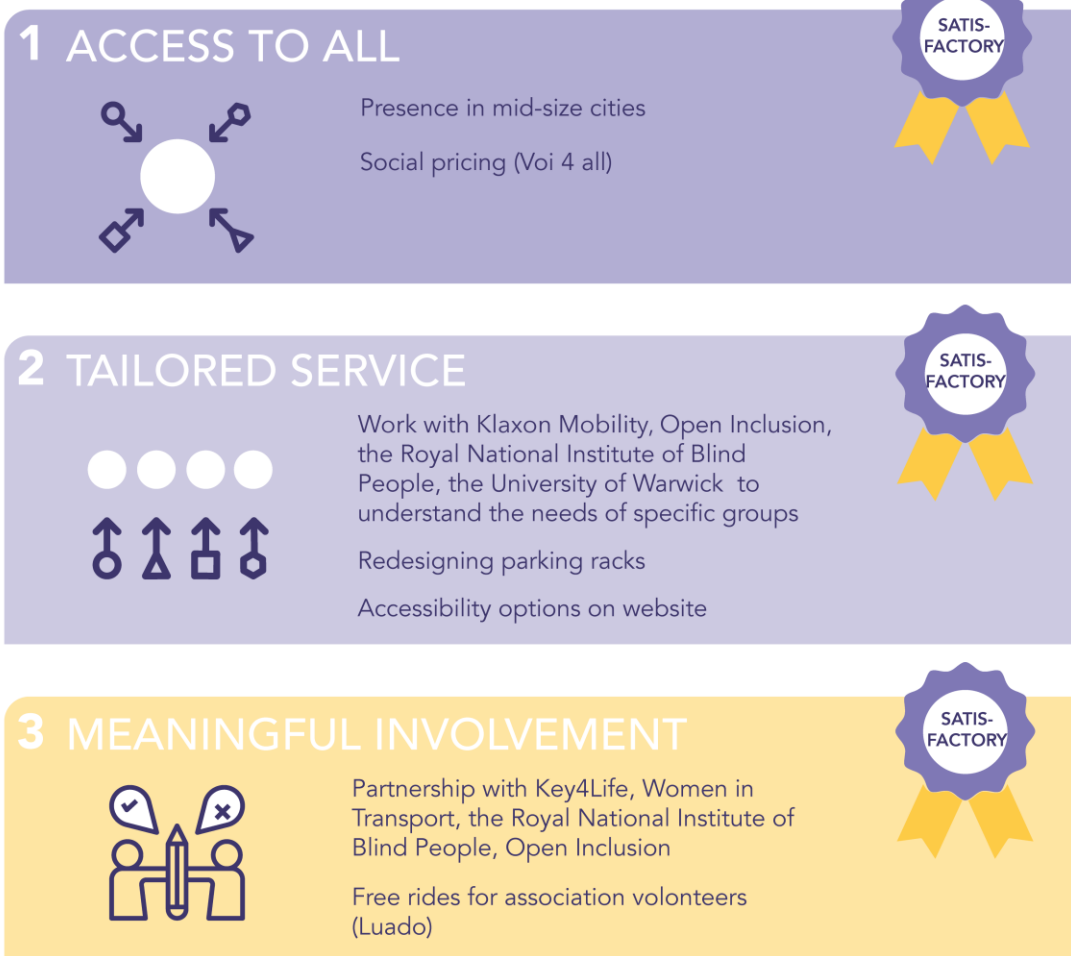 1 ACCESS TO ALL
SATIS-
FACTORY
Presence in mid-size cities
Social pricing (Voi 4 all)
2 TAILORED SERVICE
SATIS-
FACTORY
Work with Klaxon Mobility, Open Inclusion,
the Royal National Institute of Blind
People, the University of Warwick to
understand the needs of specific groups
Redesigning parking racks
Accessibility options on website
3 MEANINGFUL INVOLVEMENT
SATIS-
FACTORY
Partnership with Key4Life, Women in
Transport, the Royal National Institute of
Blind People, Open Inclusion
Free rides for association volunteers
(Luado)